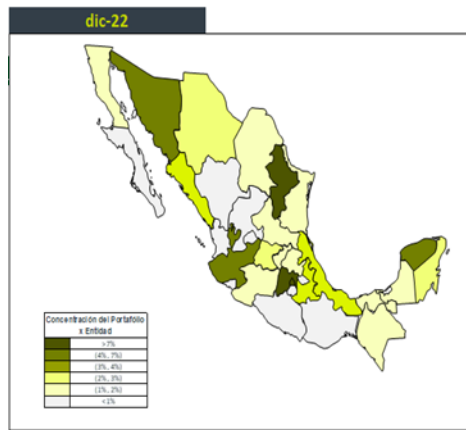 dic-22
Concentración del Portafolio
x Entidad
>7%
(4%, 7%)
(3%, 4%)
(2%, 3%)
(1%, 2%)
<1%